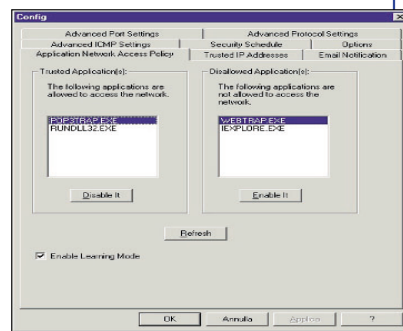 Config
Advanced Port Settings Advanced Protocol Settings
Advanced ICMP Settings Security Schedule Options
Application Network Access Policy Trusted IP Addresses Email Notification
Trusted Application(s): Disallowed Application(s):
The following applications are The following applications are
allowed to access the network. not allowed to access the
network.
POP3TRAP.EXE WEBTRAP.EXE
RUNDLL32.EXE IEXPLORE.EXE
Disable It Enable It
Refresh
Enable Learning Mode
OK Annulla Applica ?